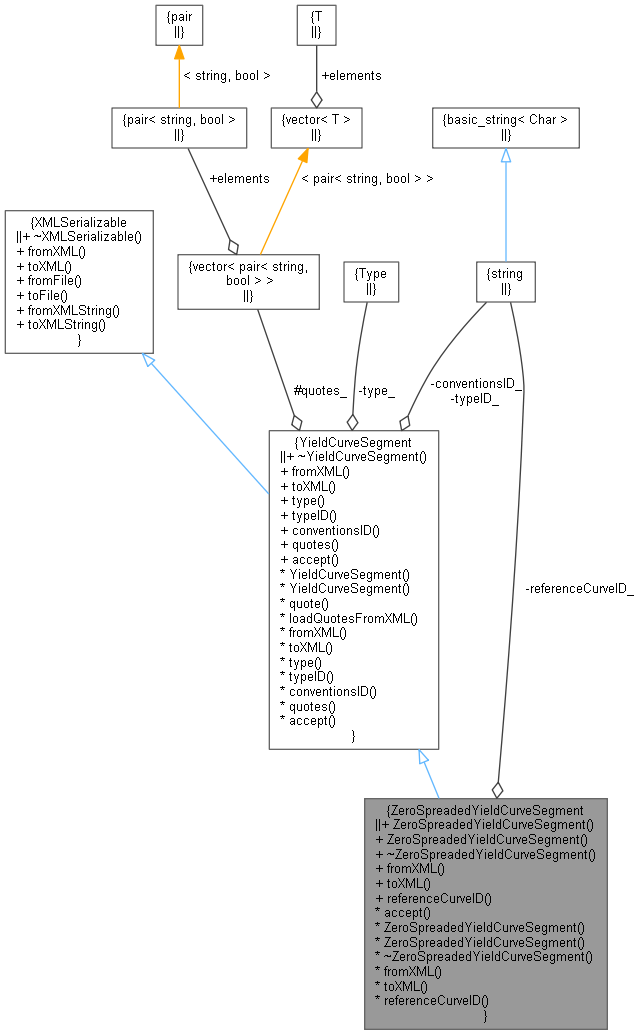 {pair
||}
{T
||}
< string, bool >
+elements
{pair< string, bool >
||}
{vector< T >
||}
{basic_string< Char >
||}
+elements
< pair< string, bool > >
{XMLSerializable
||+ ~XMLSerializable()
+ fromXML()
+ toXML()
+ fromFile()
+ toFile()
+ fromXMLString()
+ toXMLString()
}
{vector< pair< string,
bool > >
||}
{Type
||}
{string
||}
#quotes_
-type_
-conventionsID_
-typeID_
{YieldCurveSegment
||+ ~YieldCurveSegment()
+ fromXML()
+ toXML()
+ type()
+ typeID()
+ conventionsID()
+ quotes()
+ accept()
* YieldCurveSegment()
* YieldCurveSegment()
* quote()
* loadQuotesFromXML()
* fromXML()
* toXML()
* type()
* typeID()
* conventionsID()
* quotes()
* accept()
}
-referenceCurveID_
{ZeroSpreadedYieldCurveSegment
||+ ZeroSpreadedYieldCurveSegment()
+ ZeroSpreadedYieldCurveSegment()
+ ~ZeroSpreadedYieldCurveSegment()
+ fromXML()
+ toXML()
+ referenceCurveID()
* accept()
* ZeroSpreadedYieldCurveSegment()
* ZeroSpreadedYieldCurveSegment()
* ~ZeroSpreadedYieldCurveSegment()
* fromXML()
* toXML()
* referenceCurveID()
}